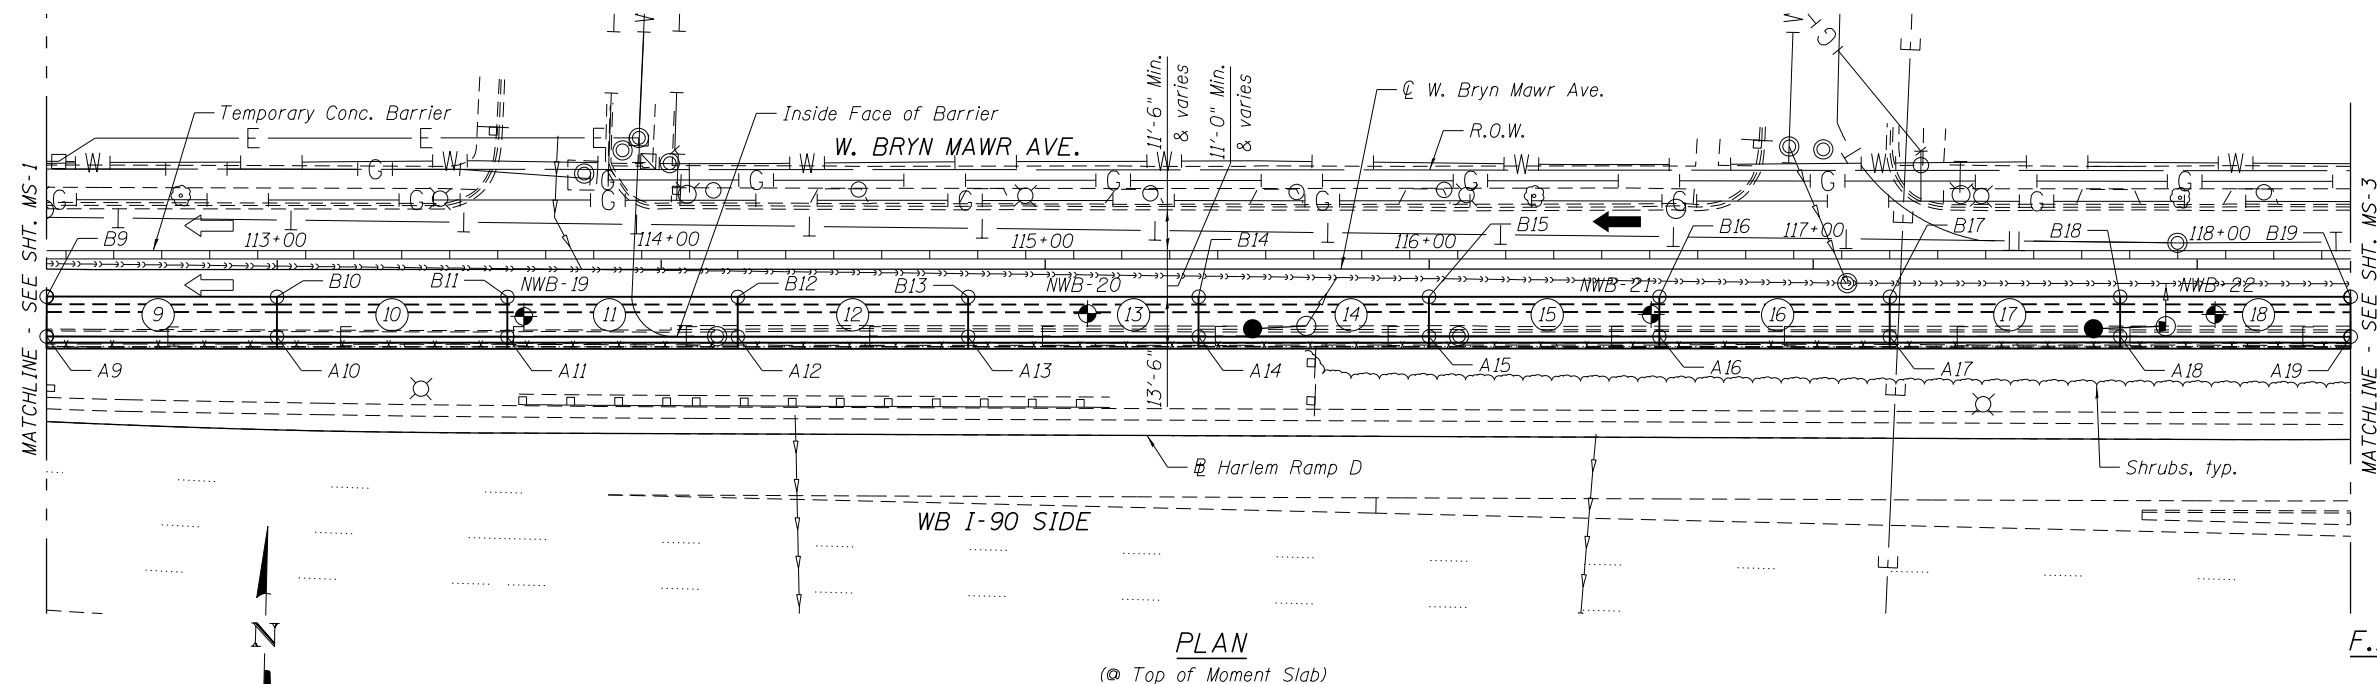 MATCHLINE - SEE SHT. MS-1
Temporary Conc. Barrier
Inside Face of Barrier
W. BRYN MAWR AVE.
11'-6" Min.
& varies
11'-0" Min.
& varies
℄ W. Bryn Mawr Ave.
R.O.W.
E E E E E
W W W W W W
G G G G G G G G G G G G
113+00 114+00 115+00 116+00 117+00 118+00
B9 B10 B11 B12 B13 B14 B15 B16 B17 B18 B19
NWB-19 NWB-20 NWB-21 NWB-22
9 10 11 12 13 14 15 16 17 18
A9 A10 A11 A12 A13 A14 A15 A16 A17 A18 A19
13'-6"
B Harlem Ramp D
Shrubs, typ.
WB I-90 SIDE
N
PLAN
(@ Top of Moment Slab)
MATCHLINE - SEE SHT. MS-3
F.